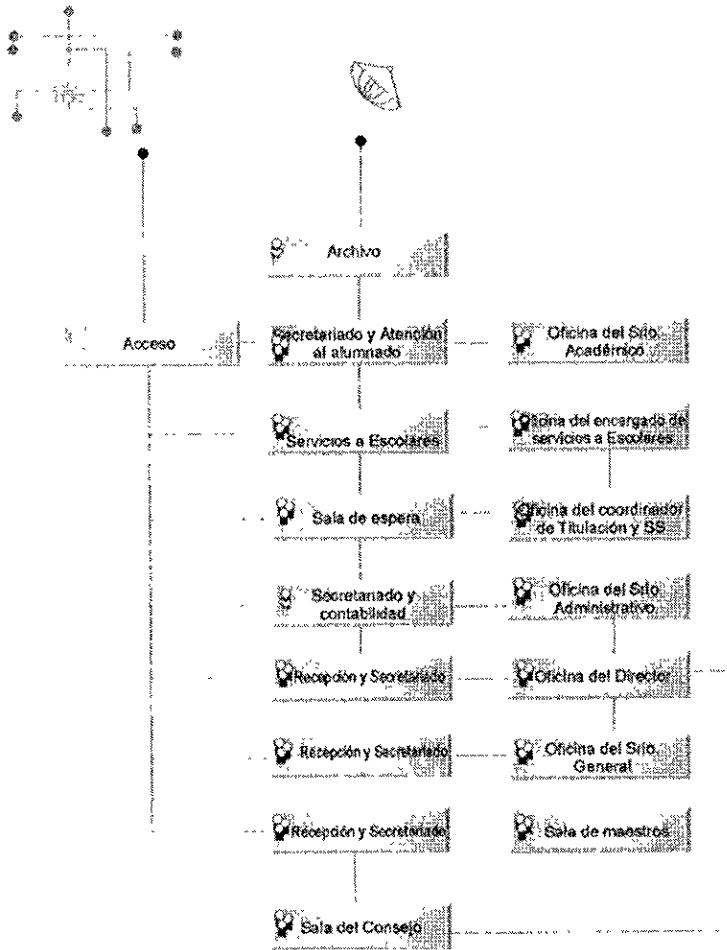 Archivo
Acceso
Secretariado y Atención
al alumnado
Oficina del Srio
Académico
Servicios a Escolares
Oficina del encargado de
servicios a Escolares
Sala de espera
Oficina del coordinador
de Titulación y SS
Secretariado y
contabilidad
Oficina del Srio
Administrativo
Recepción y Secretariado
Oficina del Director
Recepción y Secretariado
Oficina del Srio
General
Recepción y Secretariado
Sala de maestros
Sala del Consejo